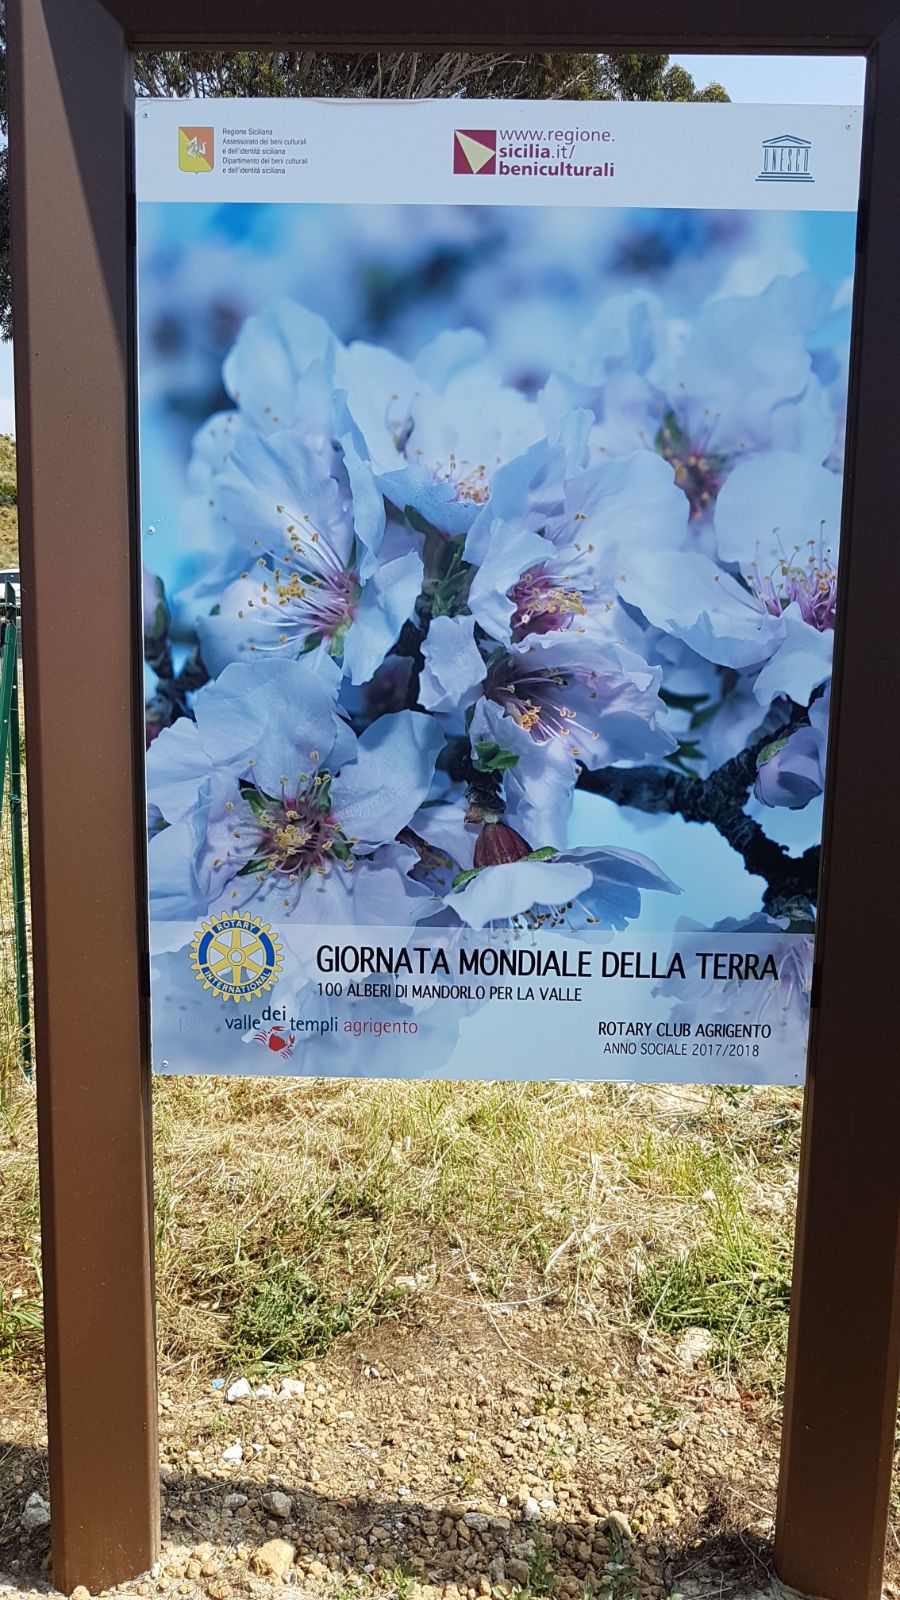 Regione Siciliana
Assessorato dei beni culturali
e dell'identità siciliana
Dipartimento dei beni culturali
e dell'identità siciliana
www.regione.
sicilia.it/
beniculturali
UNESCO
ROTARY
INTERNATIONAL
GIORNATA MONDIALE DELLA TERRA
100 ALBERI DI MANDORLO PER LA VALLE
valle dei templi agrigento
ROTARY CLUB AGRIGENTO
ANNO SOCIALE 2017/2018